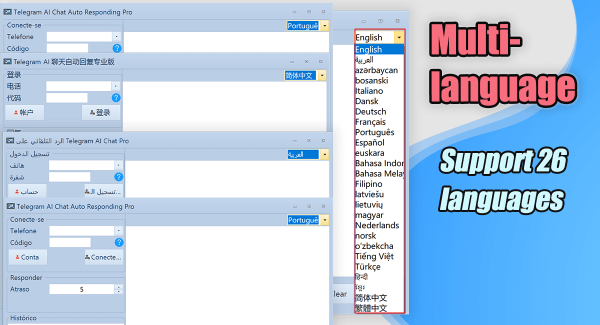 Telegram AI Chat Auto Responding Pro
Conecte-se
Português
Telefone
Código
?
Telegram AI 聊天自动回复专业版
登录
简体中文
电话
代码
?
帐户
登录
الرد التلقائي على Telegram AI Chat Pro
تسجيل الدخول
العربية
هاتف
شفرة
?
حساب
تسجيل الـ...
Telegram AI Chat Auto Responding Pro
Conecte-se
Português
Telefone
Código
?
Conta
Conecte...
Responder
Atraso
5
Histórico
English
English
العربية
azərbaycan
bosanski
Italiano
Dansk
Deutsch
Français
Português
Español
euskara
Bahasa Indon
Bahasa Melay
Filipino
latviešu
lietuvių
magyar
Nederlands
norsk
o'zbekcha
Tiếng Việt
Türkçe
हिन्दी
ខ្មែរ
简体中文
繁體中文
lear
Multi-
language
Support 26
languages